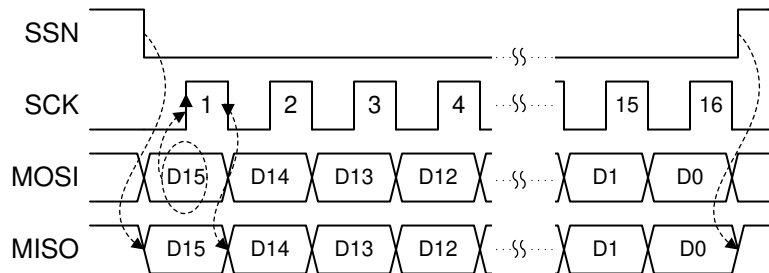 SSN
SCK 1 2 3 4 15 16
MOSI D15 D14 D13 D12 D1 D0
MISO D15 D14 D13 D12 D1 D0